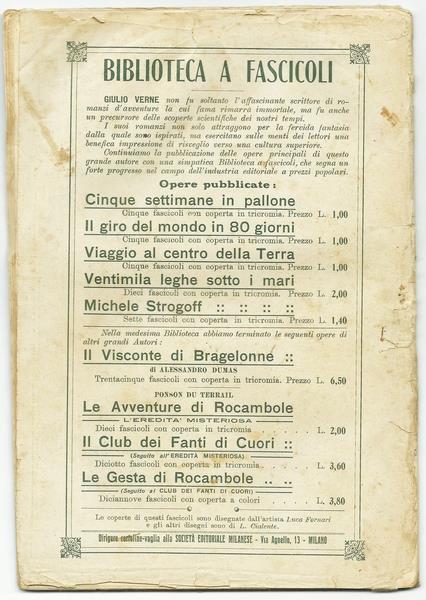 BIBLIOTECA A FASCICOLI
GIULIO VERNE non fu soltanto l'affascinante scrittore di ro-
manzi d'avventure la cui fama rimarrà immortale, ma fu anche
un precursore delle scoperte scientifiche dei nostri tempi.
I suoi romanzi non solo attraggono per la fervida fantasia
dalla quale sono ispirati, ma esercitano sulle menti dei lettori una
benefica impressione di risveglio verso una cultura superiore.
Continuiamo la pubblicazione delle opere principali di questo
grande autore con una simpatica Biblioteca a fascicoli, che segna un
forte progresso nel campo dell'industria editoriale a prezzi popolari.
Opere pubblicate:
Cinque settimane in pallone
Cinque fascicoli con coperta in tricromia. Prezzo L. 1,00
Il giro del mondo in 80 giorni
Cinque fascicoli con coperta in tricromia. Prezzo L. 1,00
Viaggio al centro della Terra
Cinque fascicoli con coperta in tricromia. Prezzo L. 1,00
Ventimila leghe sotto i mari
Dieci fascicoli con coperta in tricromia. Prezzo L. 2,00
Michele Strogoff :: :: :: ::
Sette fascicoli con coperta in tricromia. Prezzo L. 1,40
Nella medesima Biblioteca abbiamo terminato le seguenti opere di
altri grandi Autori:
Il Visconte di Bragelonne ::
di ALESSANDRO DUMAS
Trentacinque fascicoli con coperta in tricromia. Prezzo L. 6,50
PONSON DU TERRAIL
Le Avventure di Rocambole
L'EREDITA' MISTERIOSA
Dieci fascicoli con coperta in tricromia . . . . . L. 2,00
Il Club dei Fanti di Cuori ::
(Seguito all'EREDITÀ MISTERIOSA)
Diciotto fascicoli con coperta in tricromia. . . . . L. 3,60
Le Gesta di Rocambole .. ..
(Seguito al CLUB DEI FANTI DI CUORI)
Diciannove fascicoli con coperta a colori . . . . L. 3,80
Le coperte di questi fascicoli sono disegnate dall'artista Luca Fornari
e gli altri disegni sono di L. Cialente.
Dirigere cartoline-vaglia alla SOCIETÀ EDITORIALE MILANESE - Via Agnello, 13 - MILANO